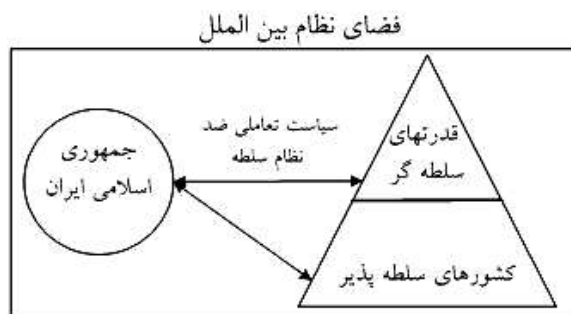 فضای نظام بین الملل
قدرتهای
سلطه گر
سیاست تعاملی ضد
نظام سلطه
جمهوری
اسلامی ایران
کشورهای سلطه پذیر